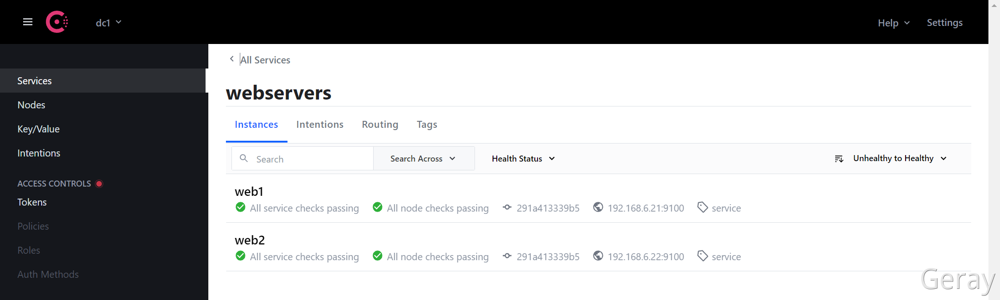 dc1
Help
Settings
Services
Nodes
Key/Value
Intentions
ACCESS CONTROLS
Tokens
Policies
Roles
Auth Methods
All Services
webservers
Instances Intentions Routing Tags
Search Search Across Health Status Unhealthy to Healthy
web1
All service checks passing All node checks passing 291a413339b5 192.168.6.21:9100 service
web2
All service checks passing All node checks passing 291a413339b5 192.168.6.22:9100 service
Geray